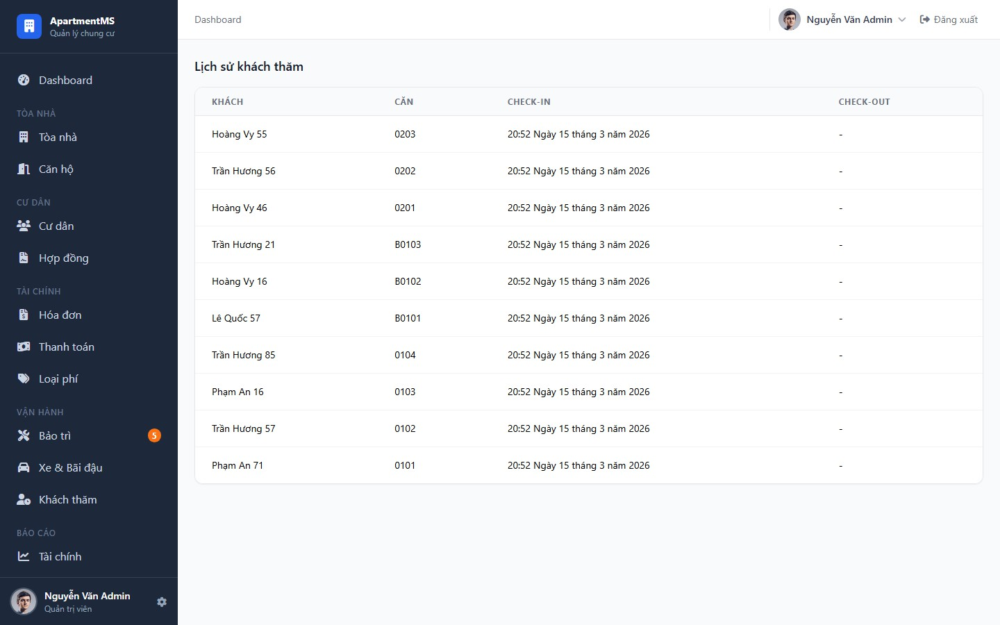 ApartmentMS
Quản lý chung cư
Dashboard
TÒA NHÀ
Tòa nhà
Căn hộ
CƯ DÂN
Cư dân
Hợp đồng
TÀI CHÍNH
Hóa đơn
Thanh toán
Loại phí
VẬN HÀNH
Bảo trì 5
Xe & Bãi đậu
Khách thăm
BÁO CÁO
Tài chính
Nguyễn Văn Admin
Quản trị viên
Dashboard
Nguyễn Văn Admin
Đăng xuất
Lịch sử khách thăm
KHÁCH CĂN CHECK-IN CHECK-OUT
Hoàng Vy 55 0203 20:52 Ngày 15 tháng 3 năm 2026 -
Trần Hương 56 0202 20:52 Ngày 15 tháng 3 năm 2026 -
Hoàng Vy 46 0201 20:52 Ngày 15 tháng 3 năm 2026 -
Trần Hương 21 B0103 20:52 Ngày 15 tháng 3 năm 2026 -
Hoàng Vy 16 B0102 20:52 Ngày 15 tháng 3 năm 2026 -
Lê Quốc 57 B0101 20:52 Ngày 15 tháng 3 năm 2026 -
Trần Hương 85 0104 20:52 Ngày 15 tháng 3 năm 2026 -
Phạm An 16 0103 20:52 Ngày 15 tháng 3 năm 2026 -
Trần Hương 57 0102 20:52 Ngày 15 tháng 3 năm 2026 -
Phạm An 71 0101 20:52 Ngày 15 tháng 3 năm 2026 -